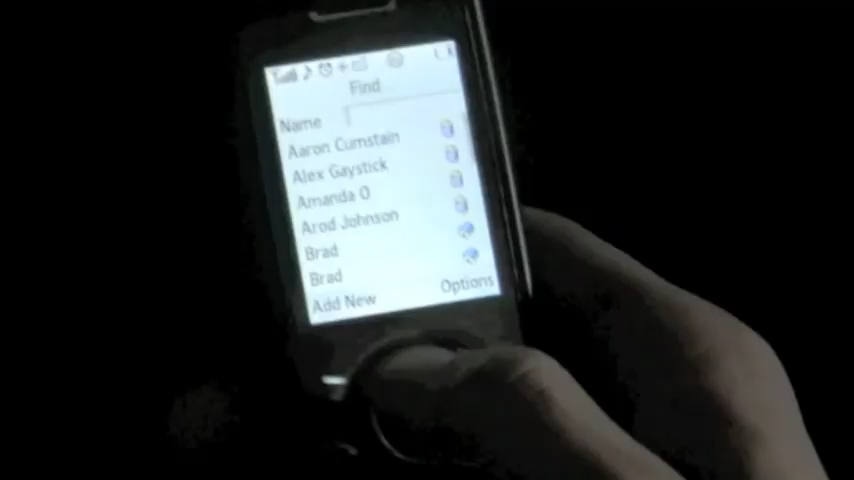 Find
Name
Aaron Cumstain
Alex Gaystick
Amanda O
Arod Johnson
Brad
Brad
Add New Options